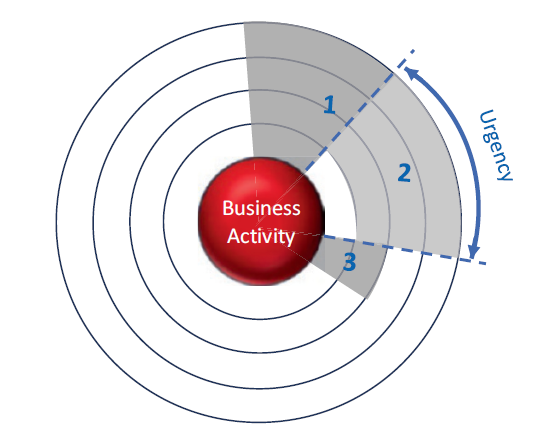 1
Urgency
2
Business
Activity
3